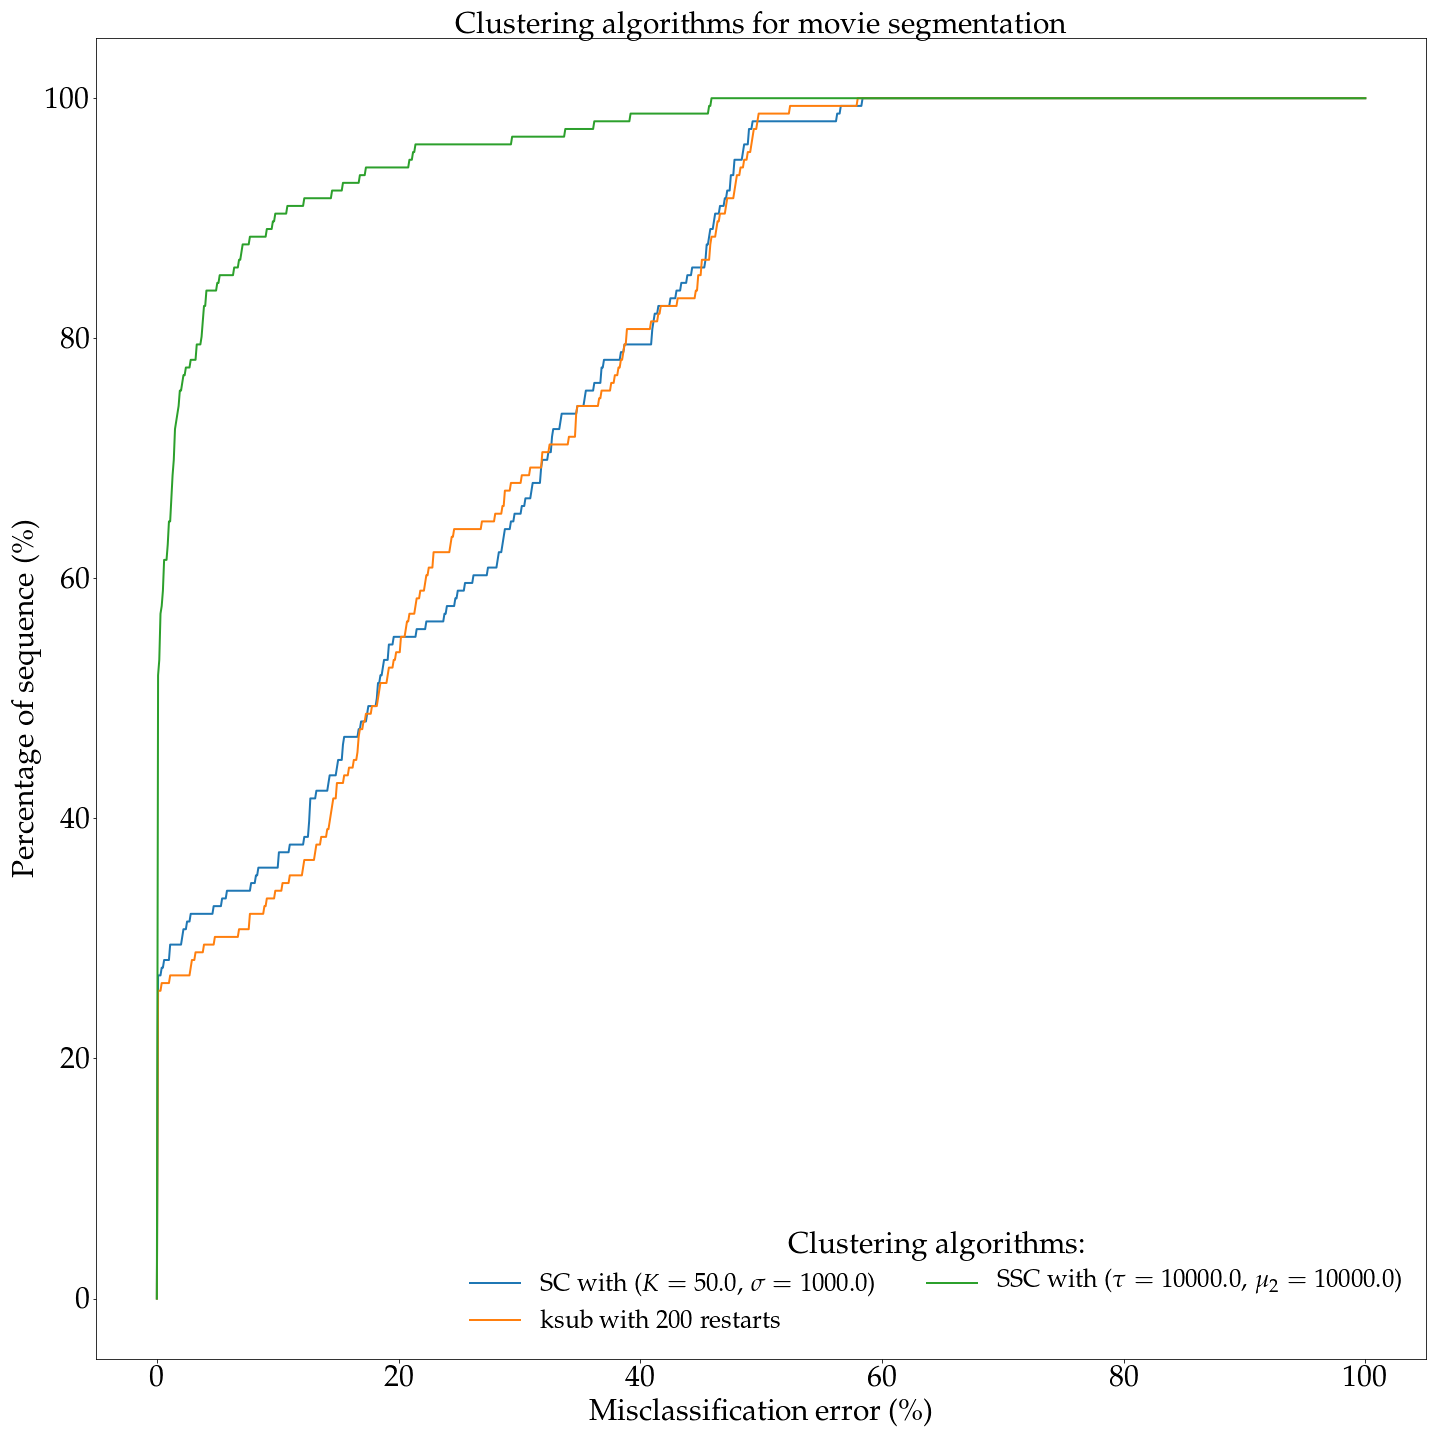 Clustering algorithms for movie segmentation
100
80
60
40
20
0
Percentage of sequence (%)
0 20 40 60 80 100
Misclassification error (%)
Clustering algorithms:
SC with (K = 50.0, σ = 1000.0)
ksub with 200 restarts
SSC with (τ = 10000.0, μ₂ = 10000.0)